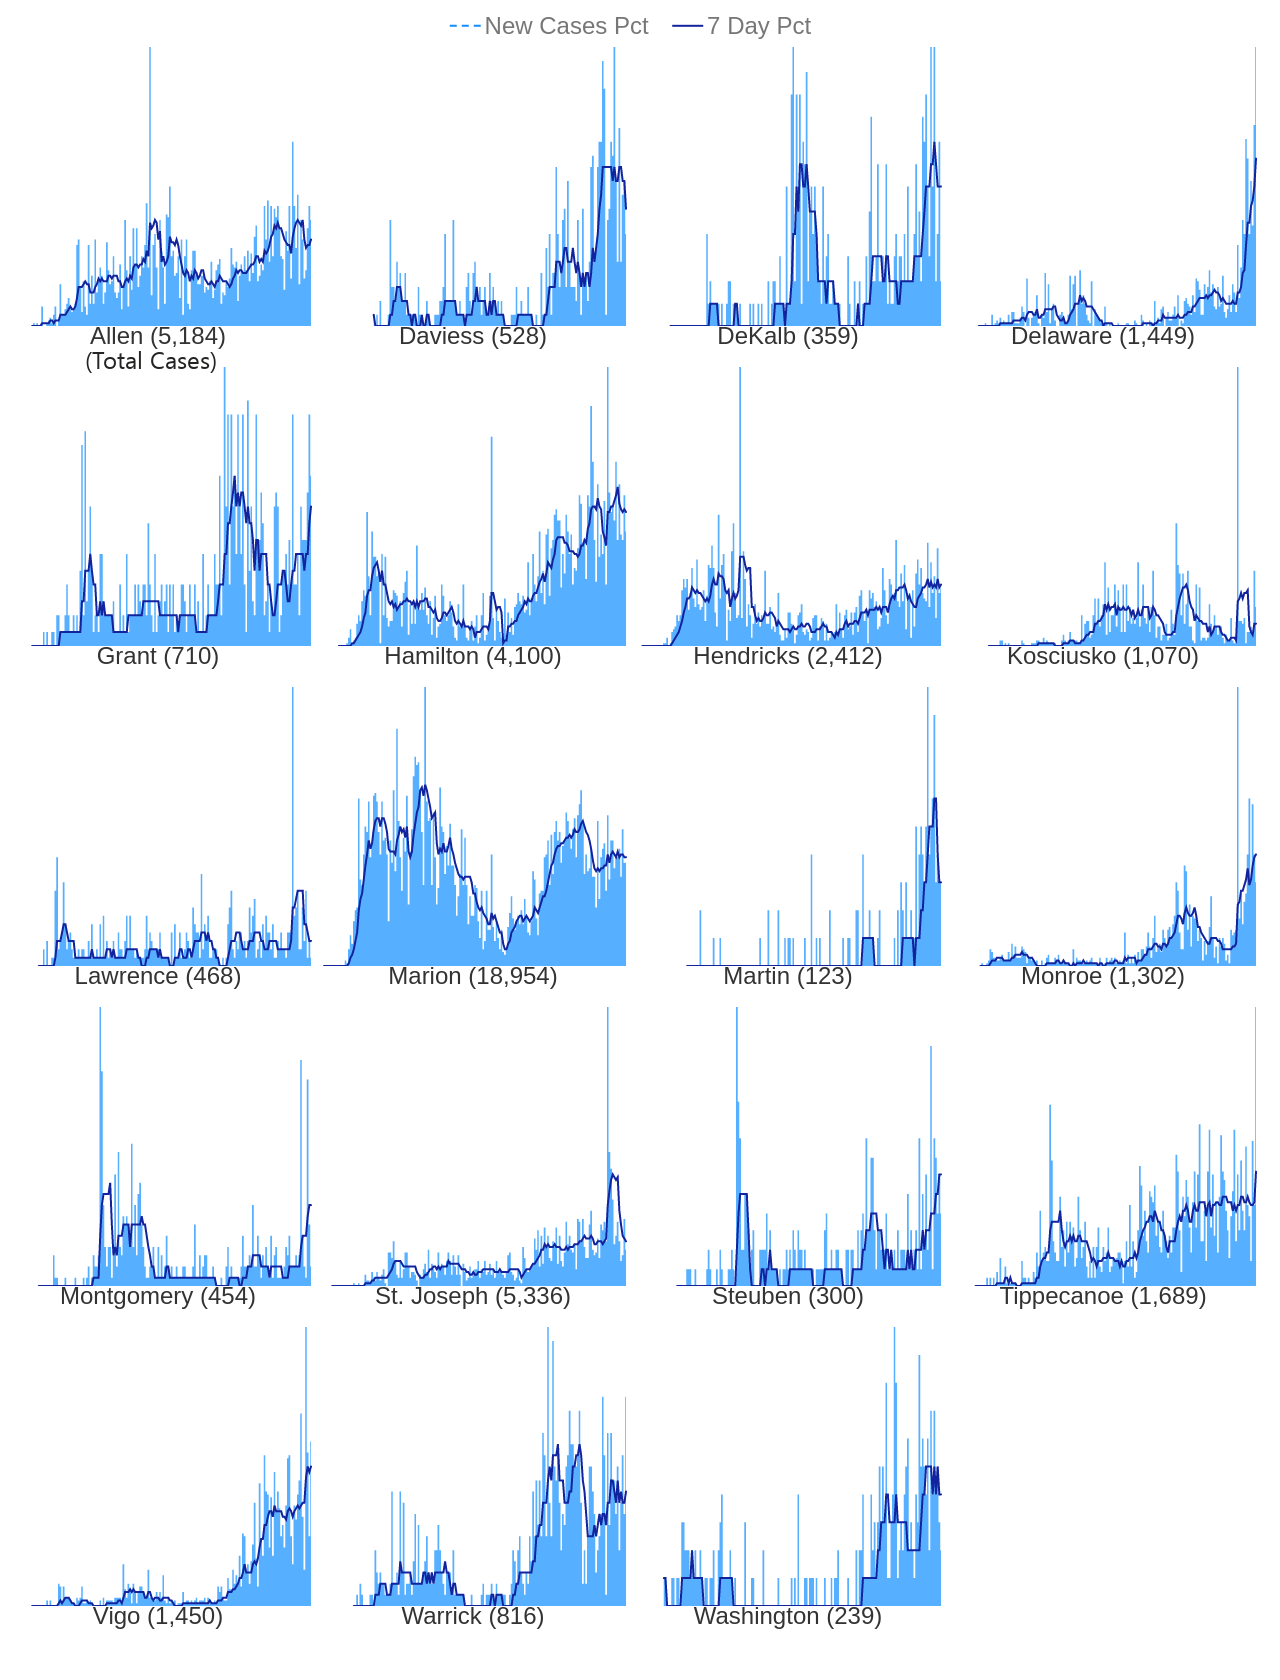 New Cases Pct 7 Day Pct
Allen (5,184) Daviess (528) DeKalb (359) Delaware (1,449)
(Total Cases)
Grant (710) Hamilton (4,100) Hendricks (2,412) Kosciusko (1,070)
Lawrence (468) Marion (18,954) Martin (123) Monroe (1,302)
Montgomery (454) St. Joseph (5,336) Steuben (300) Tippecanoe (1,689)
Vigo (1,450) Warrick (816) Washington (239)